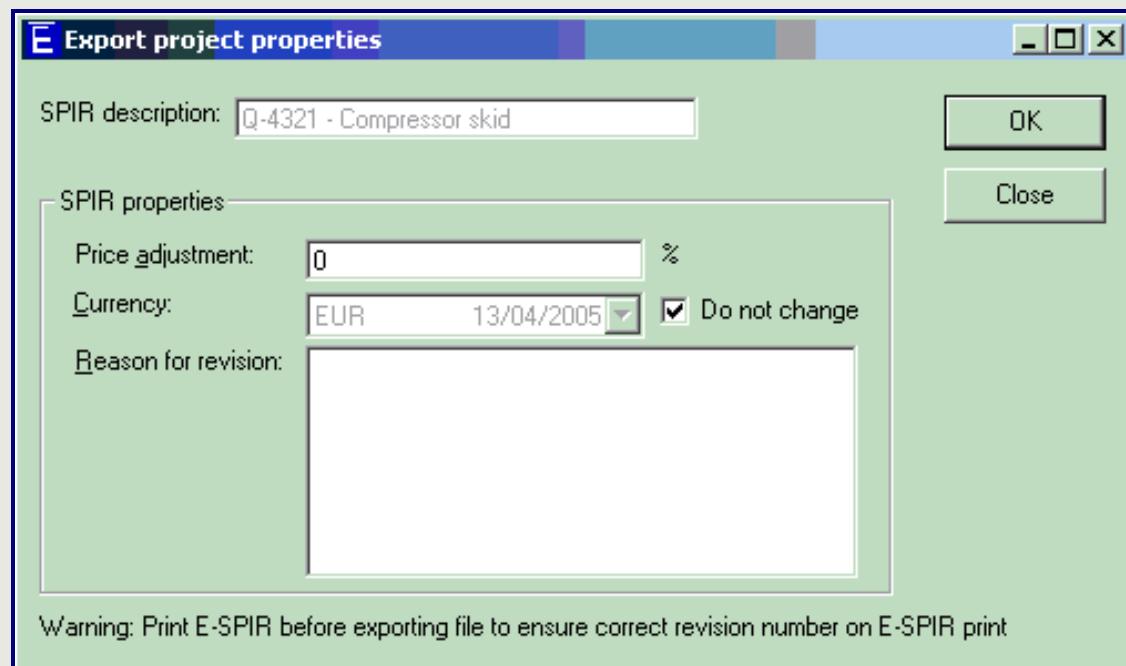 E Export project properties
SPIR description: Q-4321 - Compressor skid
OK
Close
SPIR properties
Price adjustment: 0 %
Currency: EUR 13/04/2005 Do not change
Reason for revision:
Warning: Print E-SPIR before exporting file to ensure correct revision number on E-SPIR print